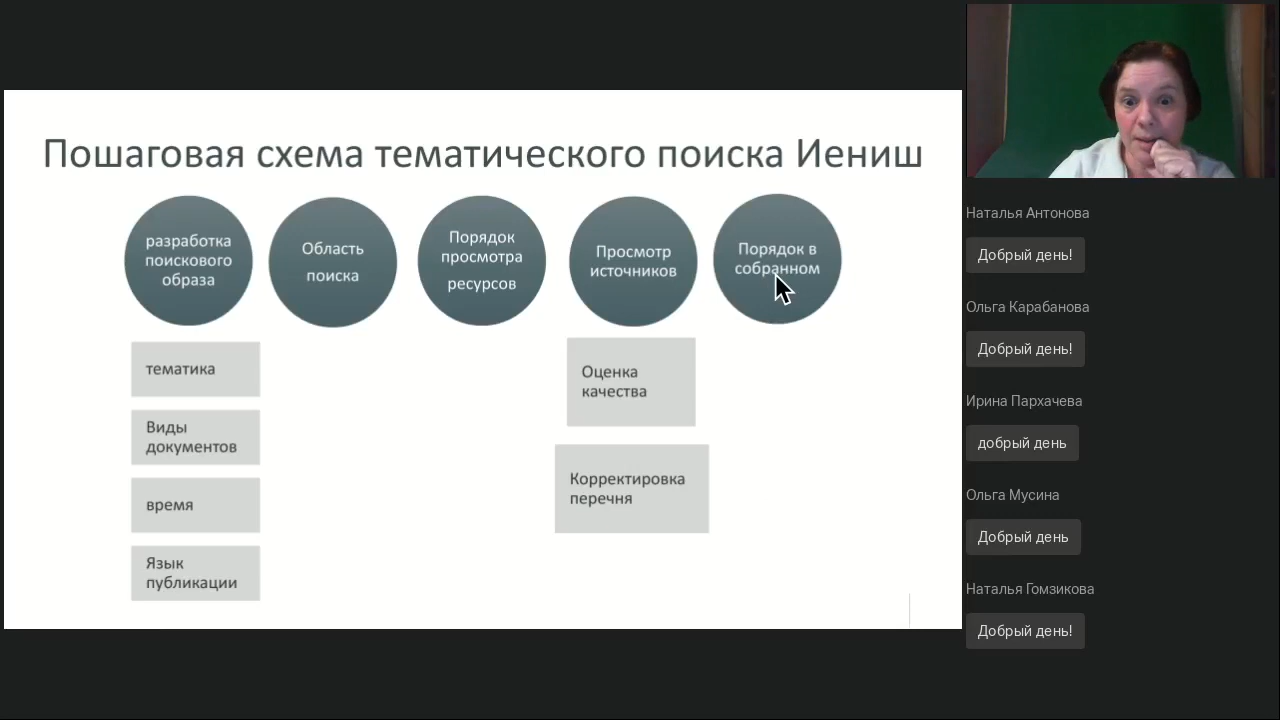 Пошаговая схема тематического поиска Иениш
разработка
поискового
образа
Область
поиска
Порядок
просмотра
ресурсов
Просмотр
источников
Порядок в
собранном
тематика
Виды
документов
время
Язык
публикации
Оценка
качества
Корректировка
перечня
Наталья Антонова
Добрый день!
Ольга Карабанова
Добрый день!
Ирина Пархачева
добрый день
Ольга Мусина
Добрый день
Наталья Гомзикова
Добрый день!